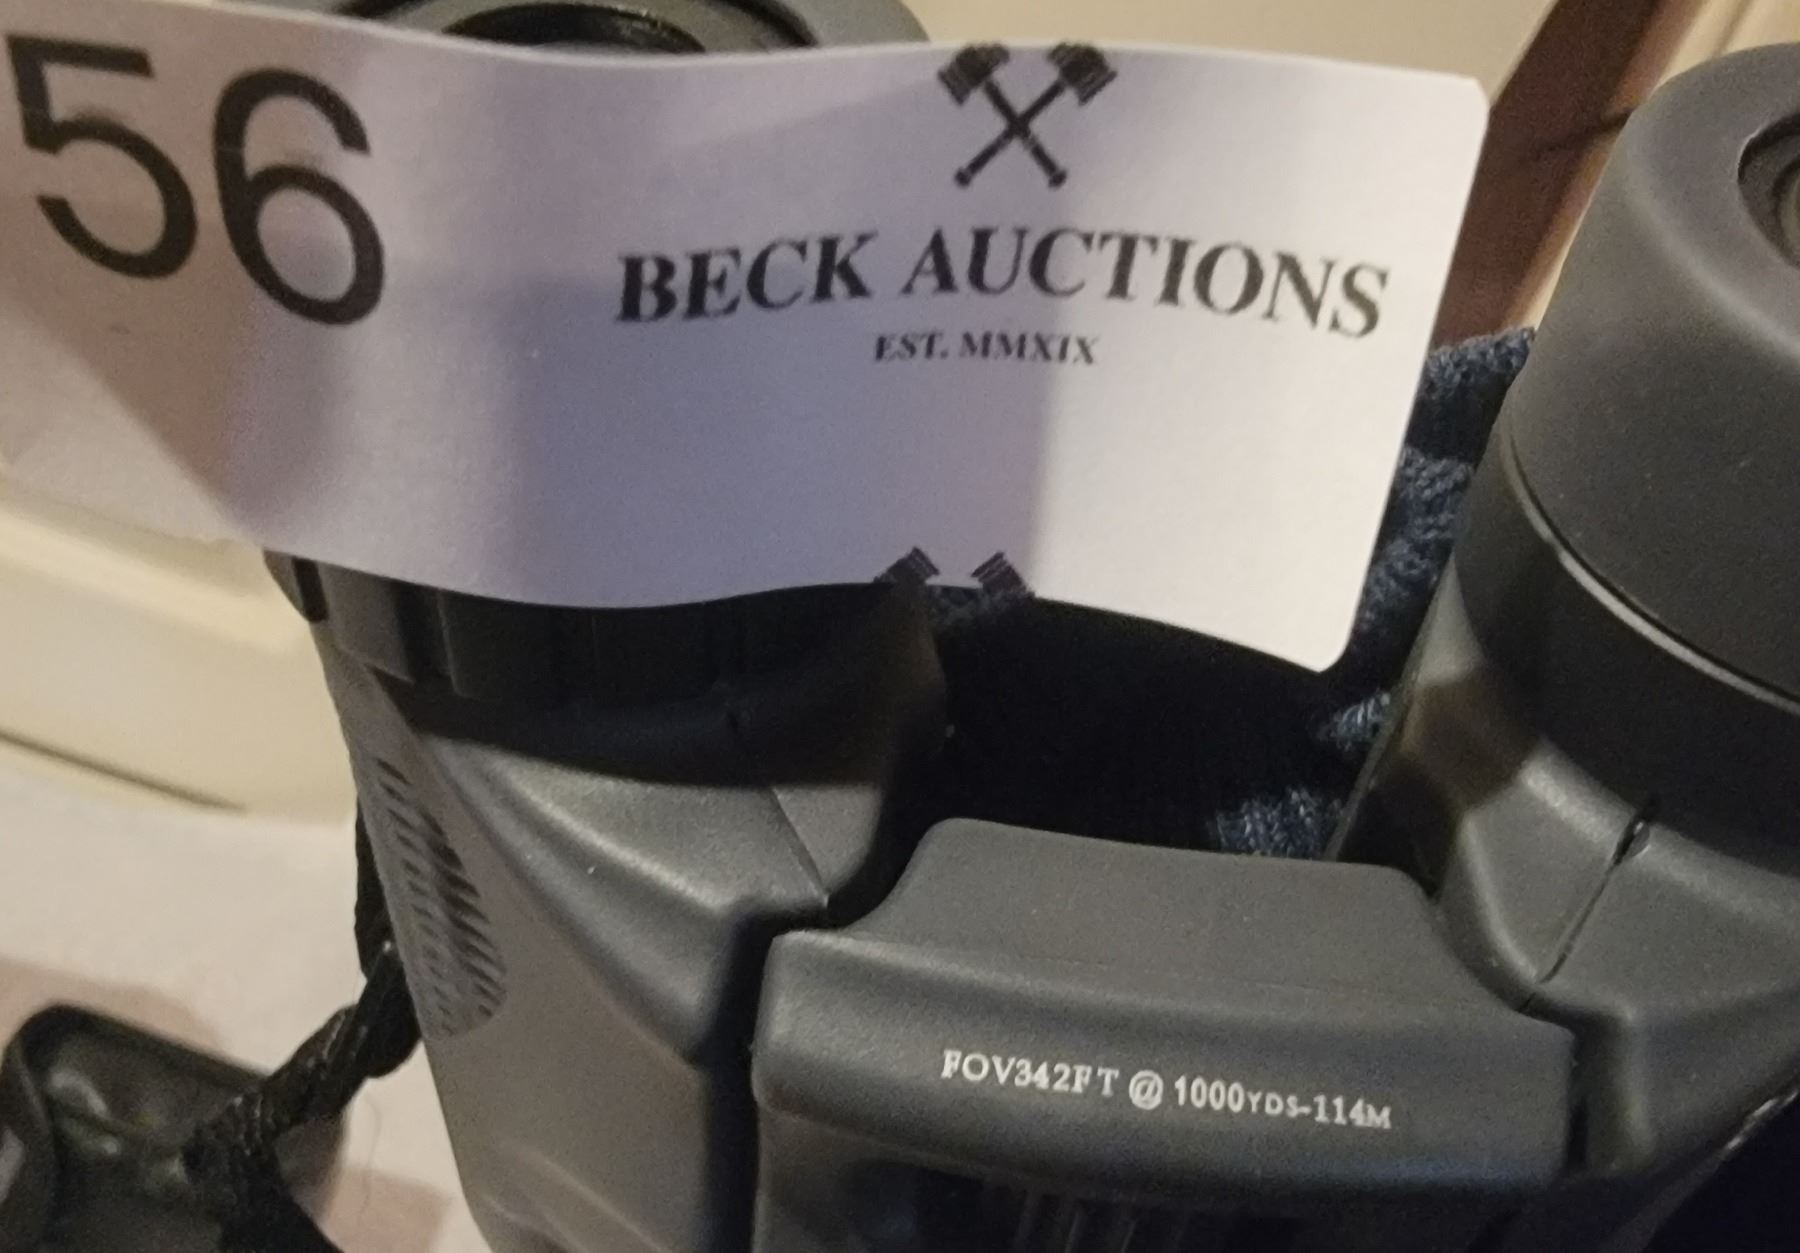 56
BECK AUCTIONS
EST. MMXIX
FOV342FT @ 1000YDS-114M